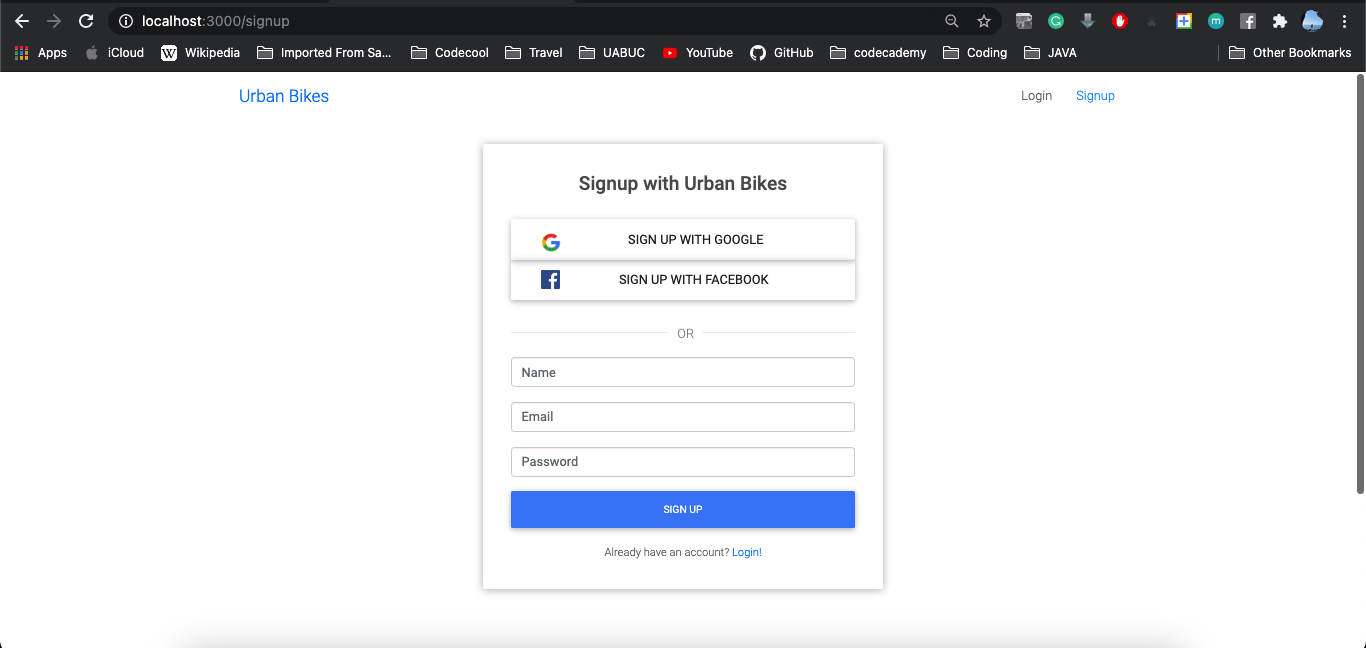 localhost:3000/signup
Apps iCloud Wikipedia Imported From Sa... Codecool Travel UABUC YouTube GitHub codecademy Coding JAVA Other Bookmarks
Urban Bikes Login Signup
Signup with Urban Bikes
SIGN UP WITH GOOGLE
SIGN UP WITH FACEBOOK
OR
Name
Email
Password
SIGN UP
Already have an account? Login!